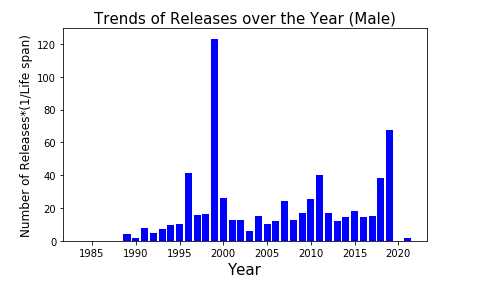 Trends of Releases over the Year (Male)
Number of Releases*(1/Life span)
120
100
80
60
40
20
0
1985 1990 1995 2000 2005 2010 2015 2020
Year